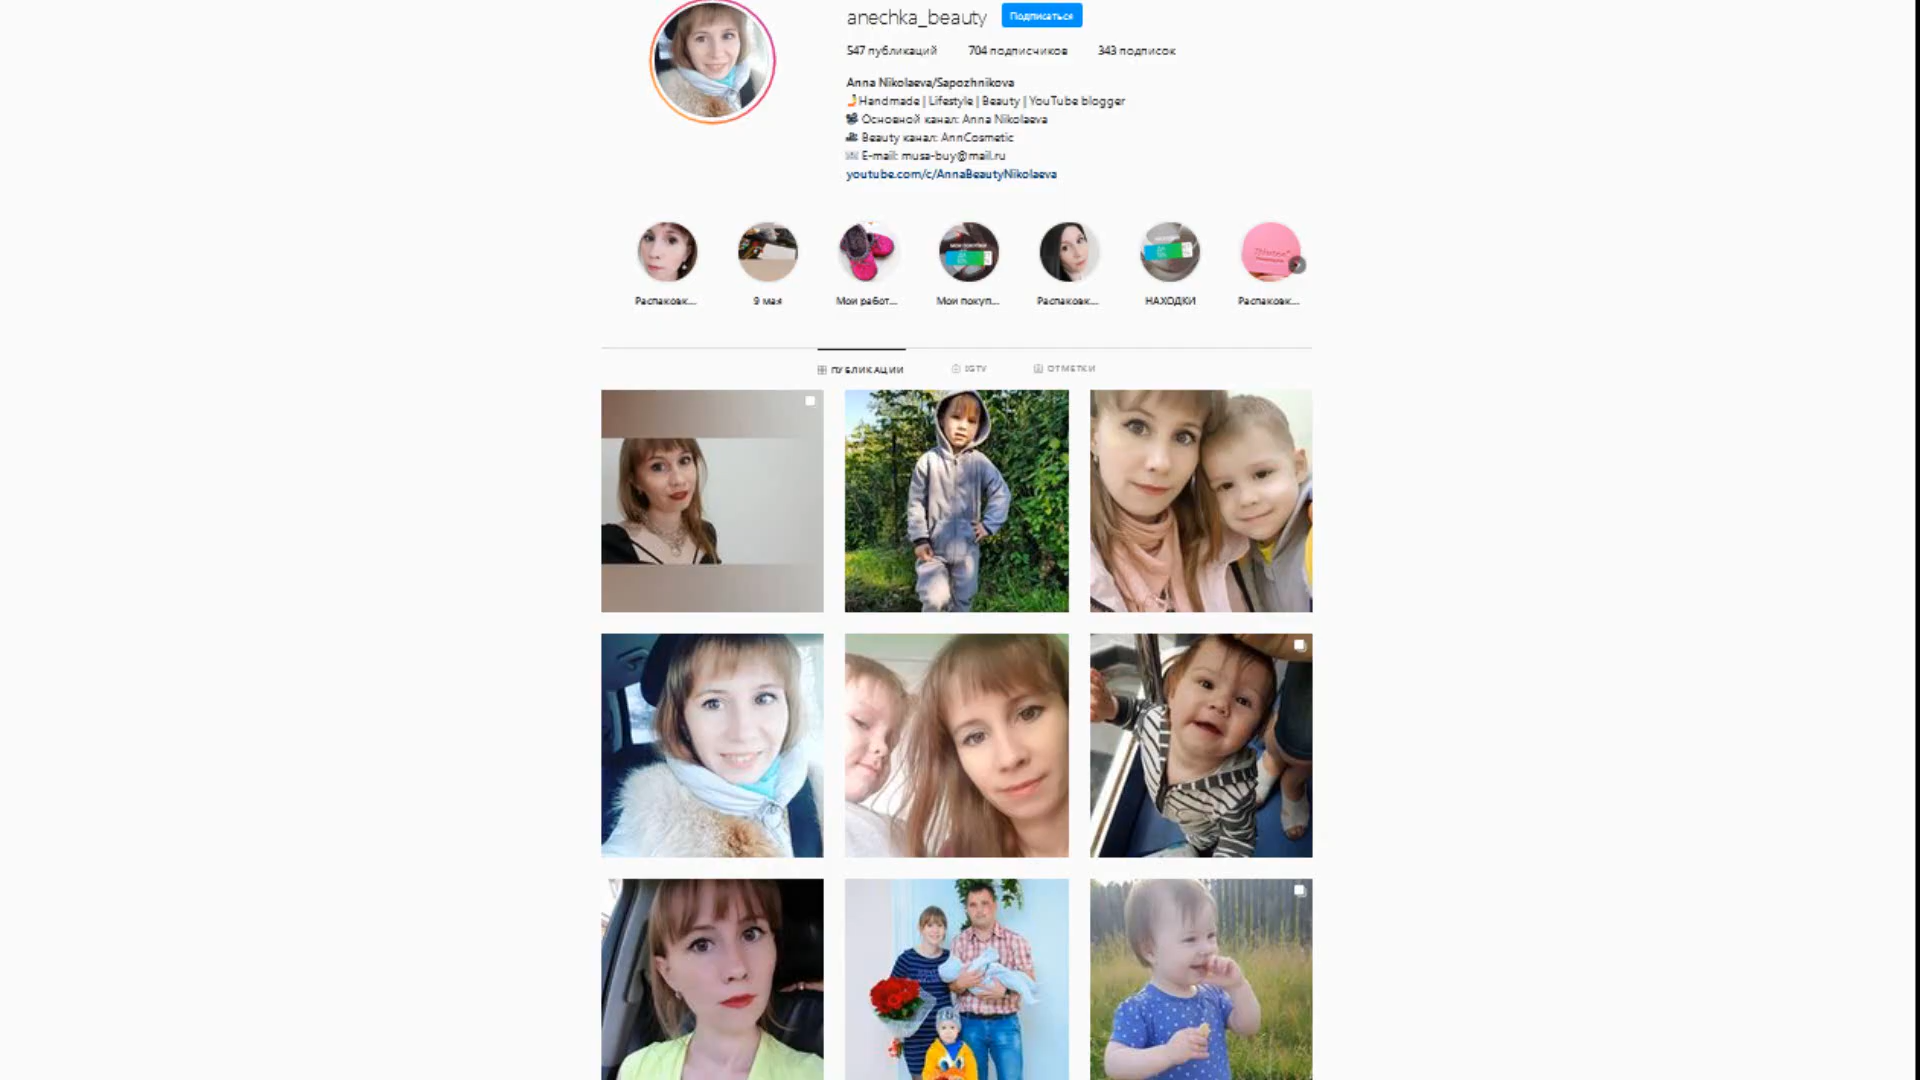 anechka_beauty Подписаться
547 публикаций 704 подписчиков 343 подписок
Anna Nikolaeva/Sapozhnikova
Handmade | Lifestyle | Beauty | YouTube blogger
Основной канал: Anna Nikolaeva
Beauty канал: AnnCosmetic
E-mail: musa-buy@mail.ru
youtube.com/c/AnnaBeautyNikolaeva
Распаковк... 9 мая Мои работ... Мои покуп... Распаковк... НАХОДКИ Распаковк...
ПУБЛИКАЦИИ IGTV ОТМЕТКИ